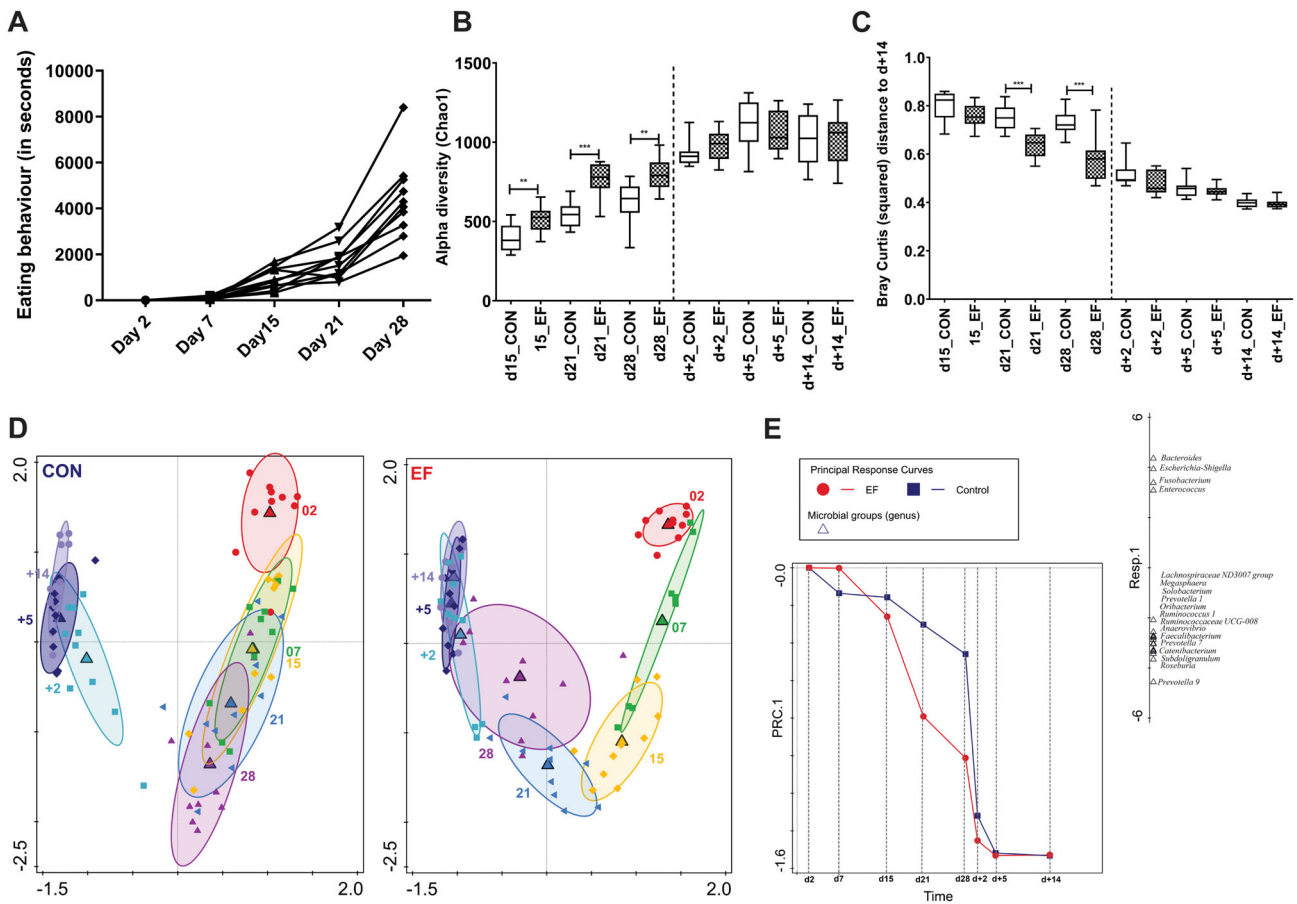 A
Eating behaviour (in seconds)
10000
8000
6000
4000
2000
0
Day 2
Day 7
Day15
Day 21
Day 28
B
Alpha diversity (Chao1)
1500
1000
500
0
**
***
**
d15_CON
15_EF
d21_CON
d21_EF
d28_CON
d28_EF
d+2_CON
d+2_EF
d+5_CON
d+5_EF
d+14_CON
d+14_EF
C
Bray Curtis (squared) distance to d+14
1.0
0.8
0.6
0.4
0.2
0.0
***
***
d15_CON
15_EF
d21_CON
d21_EF
d28_CON
d28_EF
d+2_CON
d+2_EF
d+5_CON
d+5_EF
d+14_CON
d+14_EF
D
CON
2.0
-2.5
-1.5
2.0
02
+14
+5
+2
07
15
21
28
EF
2.0
-2.5
-1.5
2.0
02
+14
+5
+2
07
15
28
21
E
Principal Response Curves
EF
Control
Microbial groups (genus)
PRC.1
-0.0
-1.6
d2
d7
d15
d21
d28
d+2
d+5
d+14
Time
Resp.1
6
-6
Bacteroides
Escherichia-Shigella
Fusobacterium
Enterococcus
Lachnospiraceae ND3007 group
Megasphaera
Solobacterium
Prevotella 1
Oribacterium
Ruminococcus 1
Ruminococcaceae UCG-008
Anaerovibrio
Faecalibacterium
Prevotella 7
Catenibacterium
Subdoligranulum
Roseburia
Prevotella 9